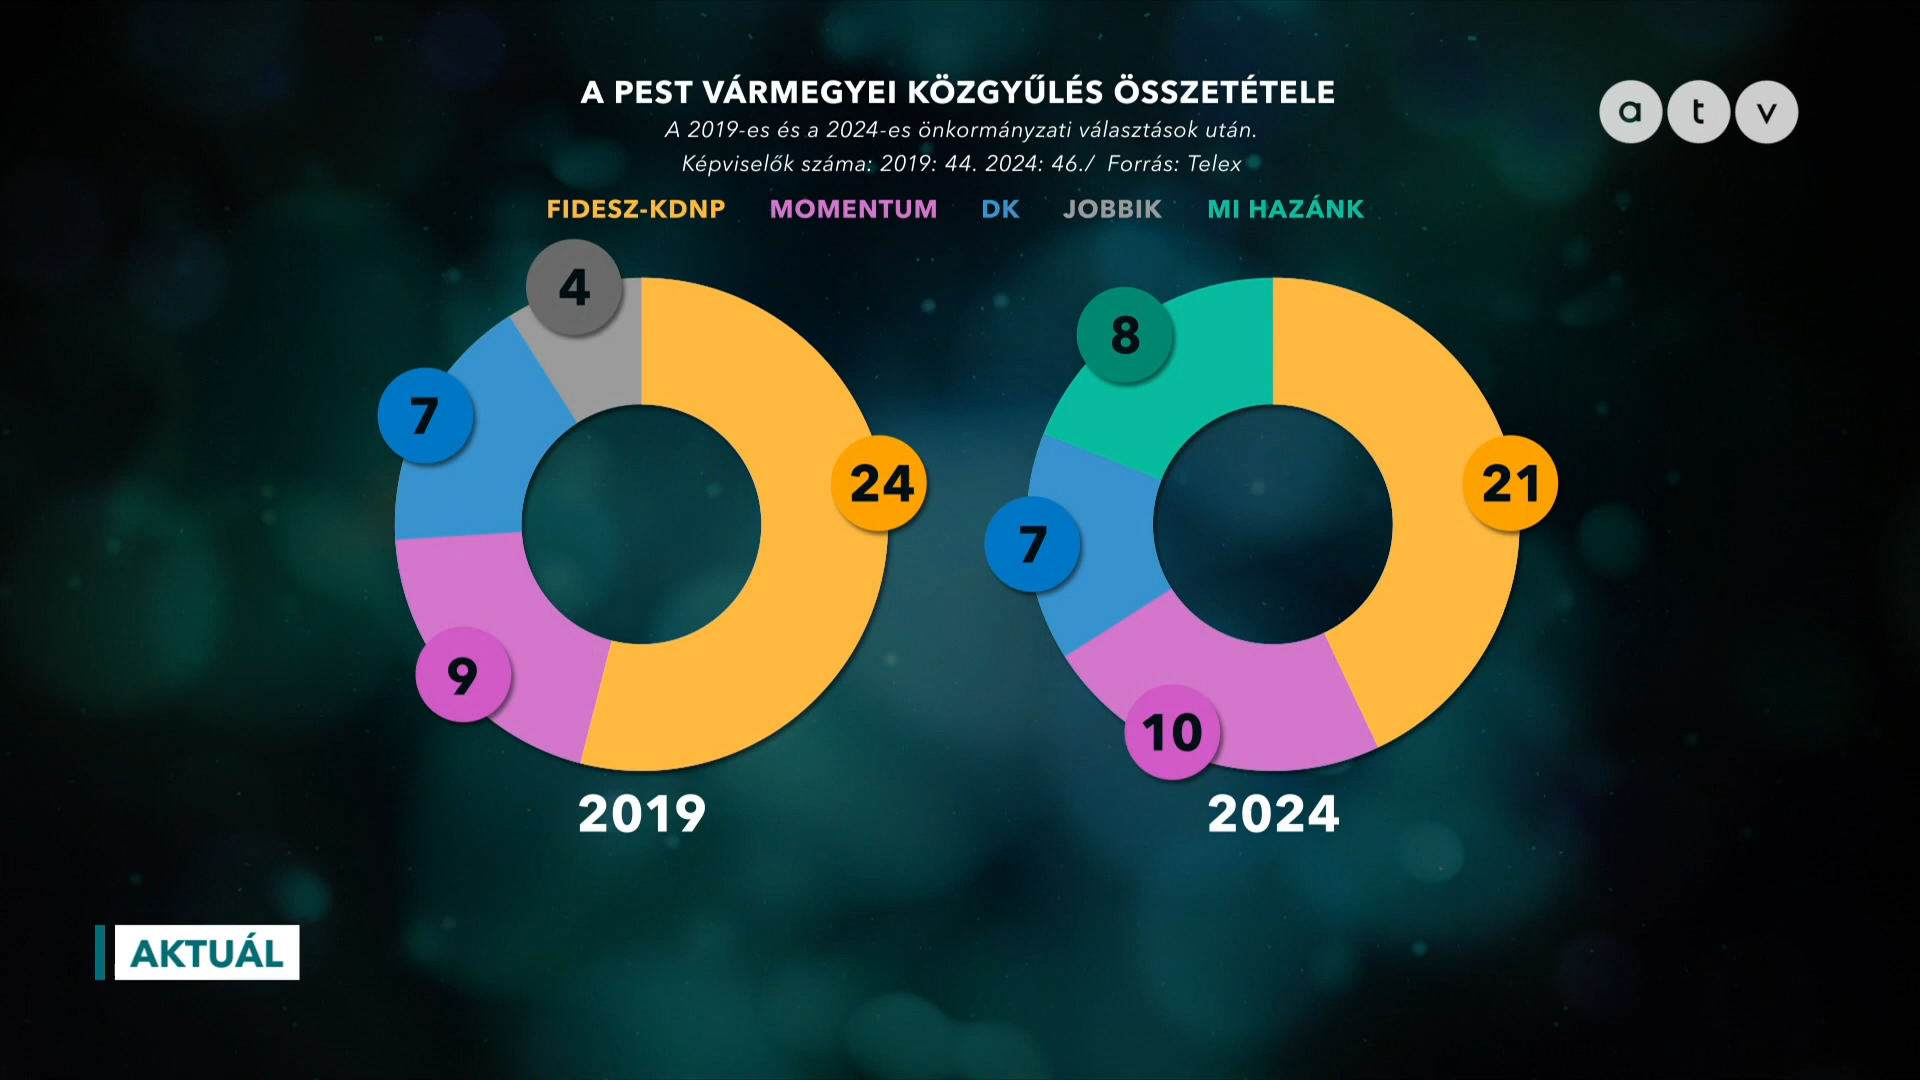 A PEST VÁRMEGYEI KÖZGYŰLÉS ÖSSZETÉTELE
atv
A 2019-es és a 2024-es önkormányzati választások után.
Képviselők száma: 2019: 44. 2024: 46./ Forrás: Telex
FIDESZ-KDNP MOMENTUM DK JOBBIK MI HAZÁNK
4
7
24
9
2019
8
21
7
10
2024
AKTUÁL